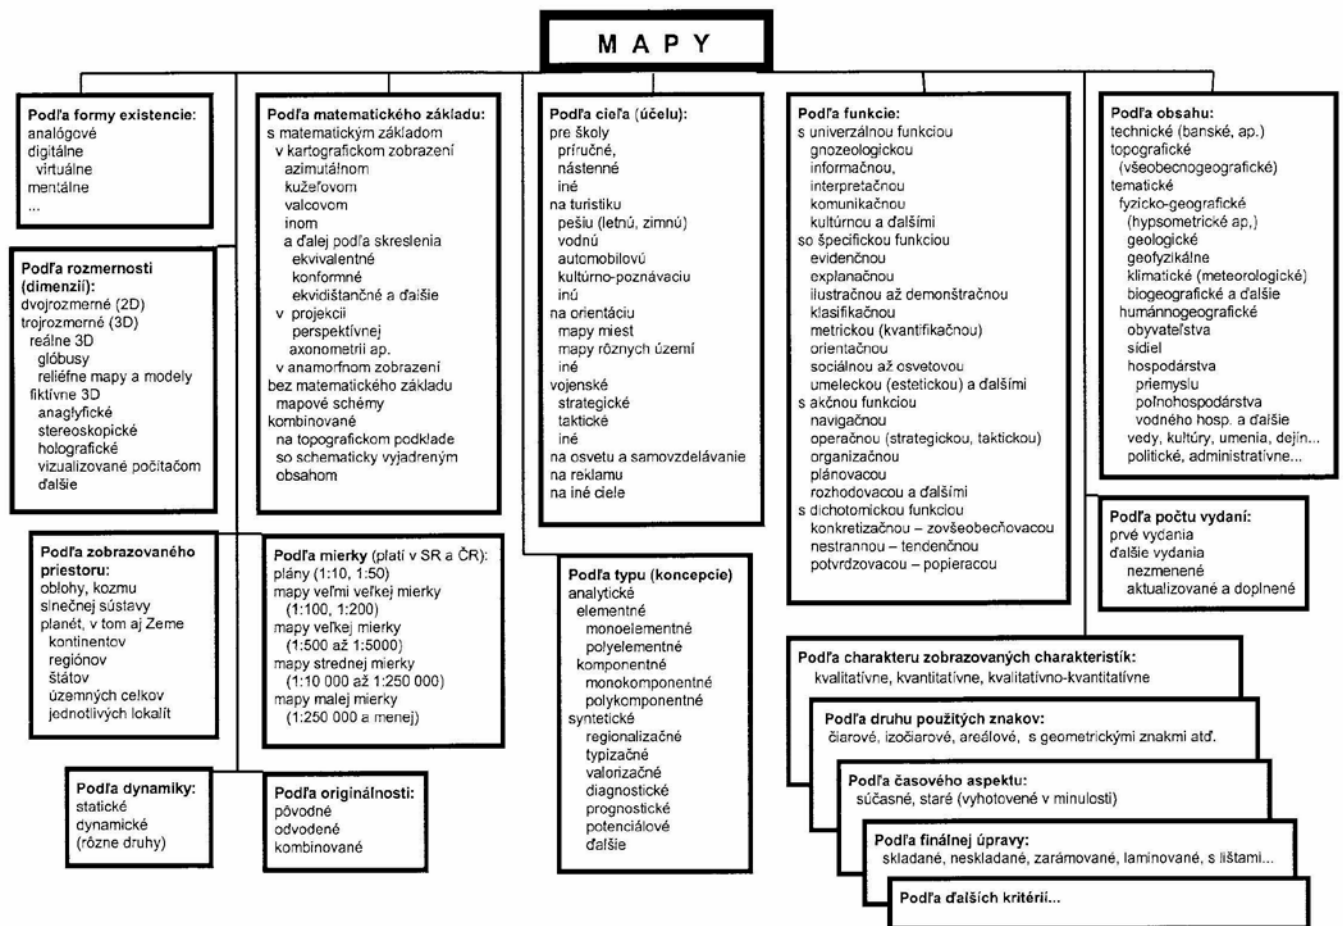 M A P Y
Podľa formy existencie:
analógové
digitálne
virtuálne
mentálne
...
Podľa rozmernosti
(dimenzií):
dvojrozmerné (2D)
trojrozmerné (3D)
reálne 3D
glóbusy
reliéfne mapy a modely
fiktívne 3D
anaglyfické
stereoskopické
holografické
vizualizované počítačom
ďalšie
Podľa zobrazovaného
priestoru:
oblohy, kozmu
slnečnej sústavy
planét, v tom aj Zeme
kontinentov
regiónov
štátov
územných celkov
jednotlivých lokalít
Podľa dynamiky:
statické
dynamické
(rôzne druhy)
Podľa matematického základu:
s matematickým základom
v kartografickom zobrazení
azimutálnom
kužeľovom
valcovom
inom
a ďalej podľa skreslenia
ekvivalentné
konformné
ekvidištančné a ďalšie
v projekcii
perspektívnej
axonometrii ap.
v anamorfnom zobrazení
bez matematického základu
mapové schémy
kombinované
na topografickom podklade
so schematicky vyjadreným
obsahom
Podľa mierky (platí v SR a ČR):
plány (1:10, 1:50)
mapy veľmi veľkej mierky
(1:100, 1:200)
mapy veľkej mierky
(1:500 až 1:5000)
mapy strednej mierky
(1:10 000 až 1:250 000)
mapy malej mierky
(1:250 000 a menej)
Podľa originálnosti:
pôvodné
odvodené
kombinované
Podľa cieľa (účelu):
pre školy
príručné,
nástenné
iné
na turistiku
pešiu (letnú, zimnú)
vodnú
automobilovú
kultúrno-poznávaciu
inú
na orientáciu
mapy miest
mapy rôznych území
iné
vojenské
strategické
taktické
iné
na osvetu a samovzdelávanie
na reklamu
na iné ciele
Podľa typu (koncepcie)
analytické
elementné
monoelementné
polyelementné
komponentné
monokomponentné
polykomponentné
syntetické
regionalizačné
typizačné
valorizačné
diagnostické
prognostické
potenciálové
ďalšie
Podľa funkcie:
s univerzálnou funkciou
gnozeologickou
informačnou,
interpretačnou
komunikačnou
kultúrnou a ďalšími
so špecifickou funkciou
evidenčnou
explanačnou
ilustračnou až demonštračnou
klasifikačnou
metrickou (kvantifikačnou)
orientačnou
sociálnou až osvetovou
umeleckou (estetickou) a ďalšími
s akčnou funkciou
navigačnou
operačnou (strategickou, taktickou)
organizačnou
plánovacou
rozhodovacou a ďalšími
s dichotomickou funkciou
konkretizačnou – zovšeobecňovacou
nestrannou – tendenčnou
potvrdzovacou – popieracou
Podľa obsahu:
technické (banské, ap.)
topografické
(všeobecnogeografické)
tematické
fyzicko-geografické
(hypsometrické ap,)
geologické
geofyzikálne
klimatické (meteorologické)
biogeografické a ďalšie
humánnogeografické
obyvateľstva
sídiel
hospodárstva
priemyslu
poľnohospodárstva
vodného hosp. a ďalšie
vedy, kultúry, umenia, dejín...
politické, administratívne...
Podľa počtu vydaní:
prvé vydania
ďalšie vydania
nezmenené
aktualizované a doplnené
Podľa charakteru zobrazovaných charakteristík:
kvalitatívne, kvantitatívne, kvalitatívno-kvantitatívne
Podľa druhu použitých znakov:
čiarové, izočiarové, areálové, s geometrickými znakmi atď.
Podľa časového aspektu:
súčasné, staré (vyhotovené v minulosti)
Podľa finálnej úpravy:
skladané, neskladané, zarámované, laminované, s lištami...
Podľa ďalších kritérií...